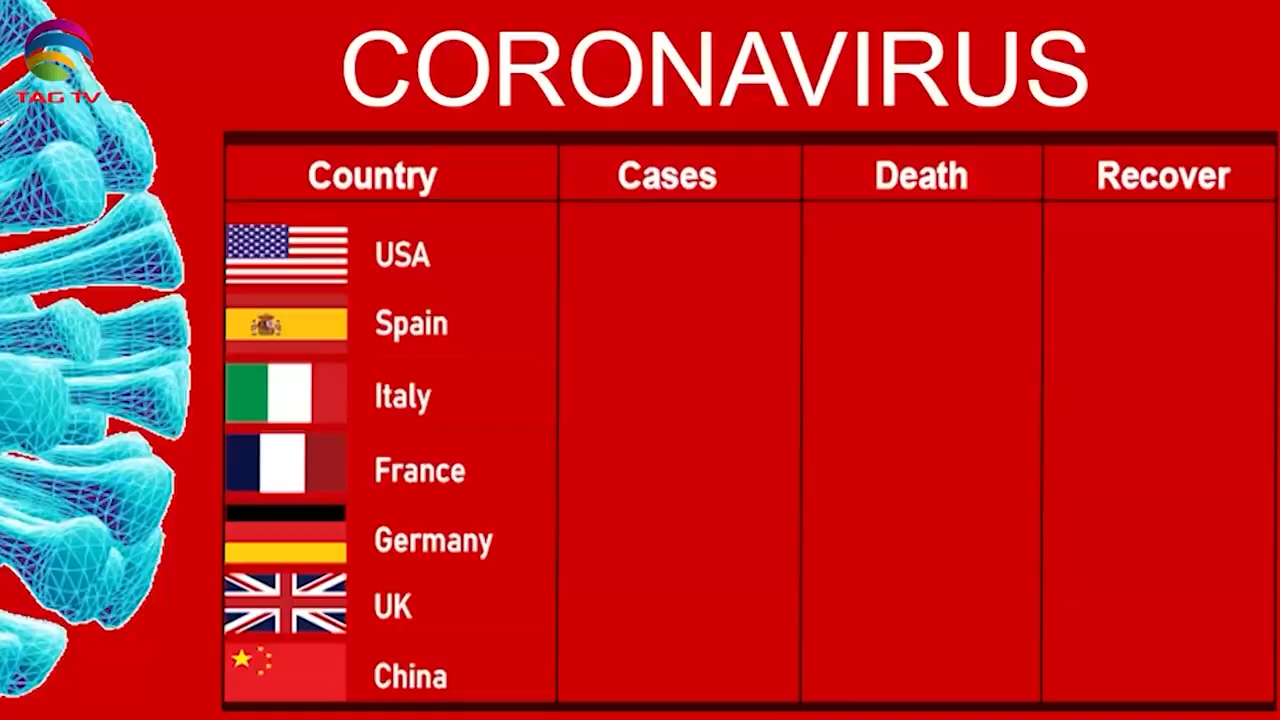 TAG TV
CORONAVIRUS
Country Cases Death Recover
USA
Spain
Italy
France
Germany
UK
China